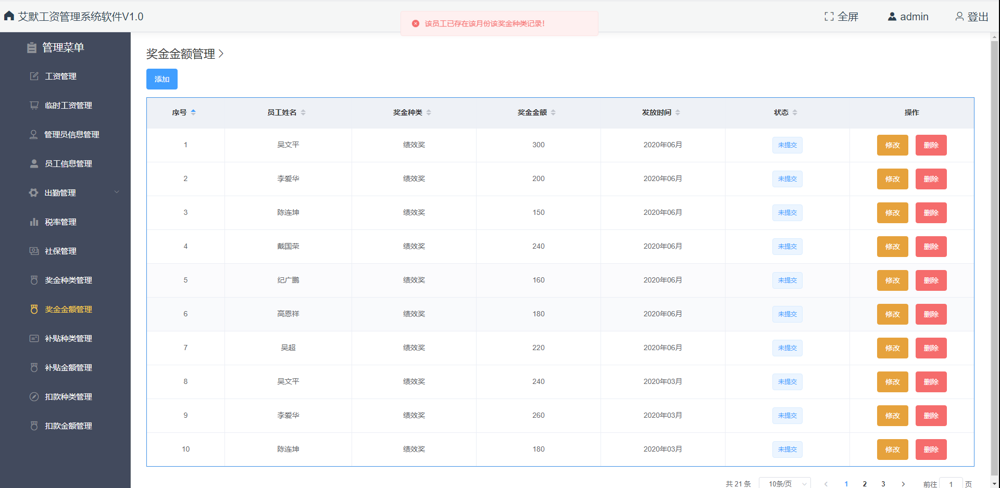 艾默工资管理系统软件V1.0
该员工已存在该月份该奖金种类记录！
全屏 admin 登出
管理菜单
工资管理
临时工资管理
管理员信息管理
员工信息管理
出勤管理
税率管理
社保管理
奖金种类管理
奖金金额管理
补贴种类管理
补贴金额管理
扣款种类管理
扣款金额管理
奖金金额管理
添加
序号 员工姓名 奖金种类 奖金金额 发放时间 状态 操作
1 吴文平 绩效奖 300 2020年06月 未提交 修改 删除
2 李爱华 绩效奖 200 2020年06月 未提交 修改 删除
3 陈连坤 绩效奖 150 2020年06月 未提交 修改 删除
4 戴国荣 绩效奖 240 2020年06月 未提交 修改 删除
5 纪广鹏 绩效奖 160 2020年06月 未提交 修改 删除
6 高恩祥 绩效奖 180 2020年06月 未提交 修改 删除
7 吴超 绩效奖 220 2020年06月 未提交 修改 删除
8 吴文平 绩效奖 240 2020年03月 未提交 修改 删除
9 李爱华 绩效奖 260 2020年03月 未提交 修改 删除
10 陈连坤 绩效奖 180 2020年03月 未提交 修改 删除
共 21 条 10条/页 1 2 3 前往 1 页